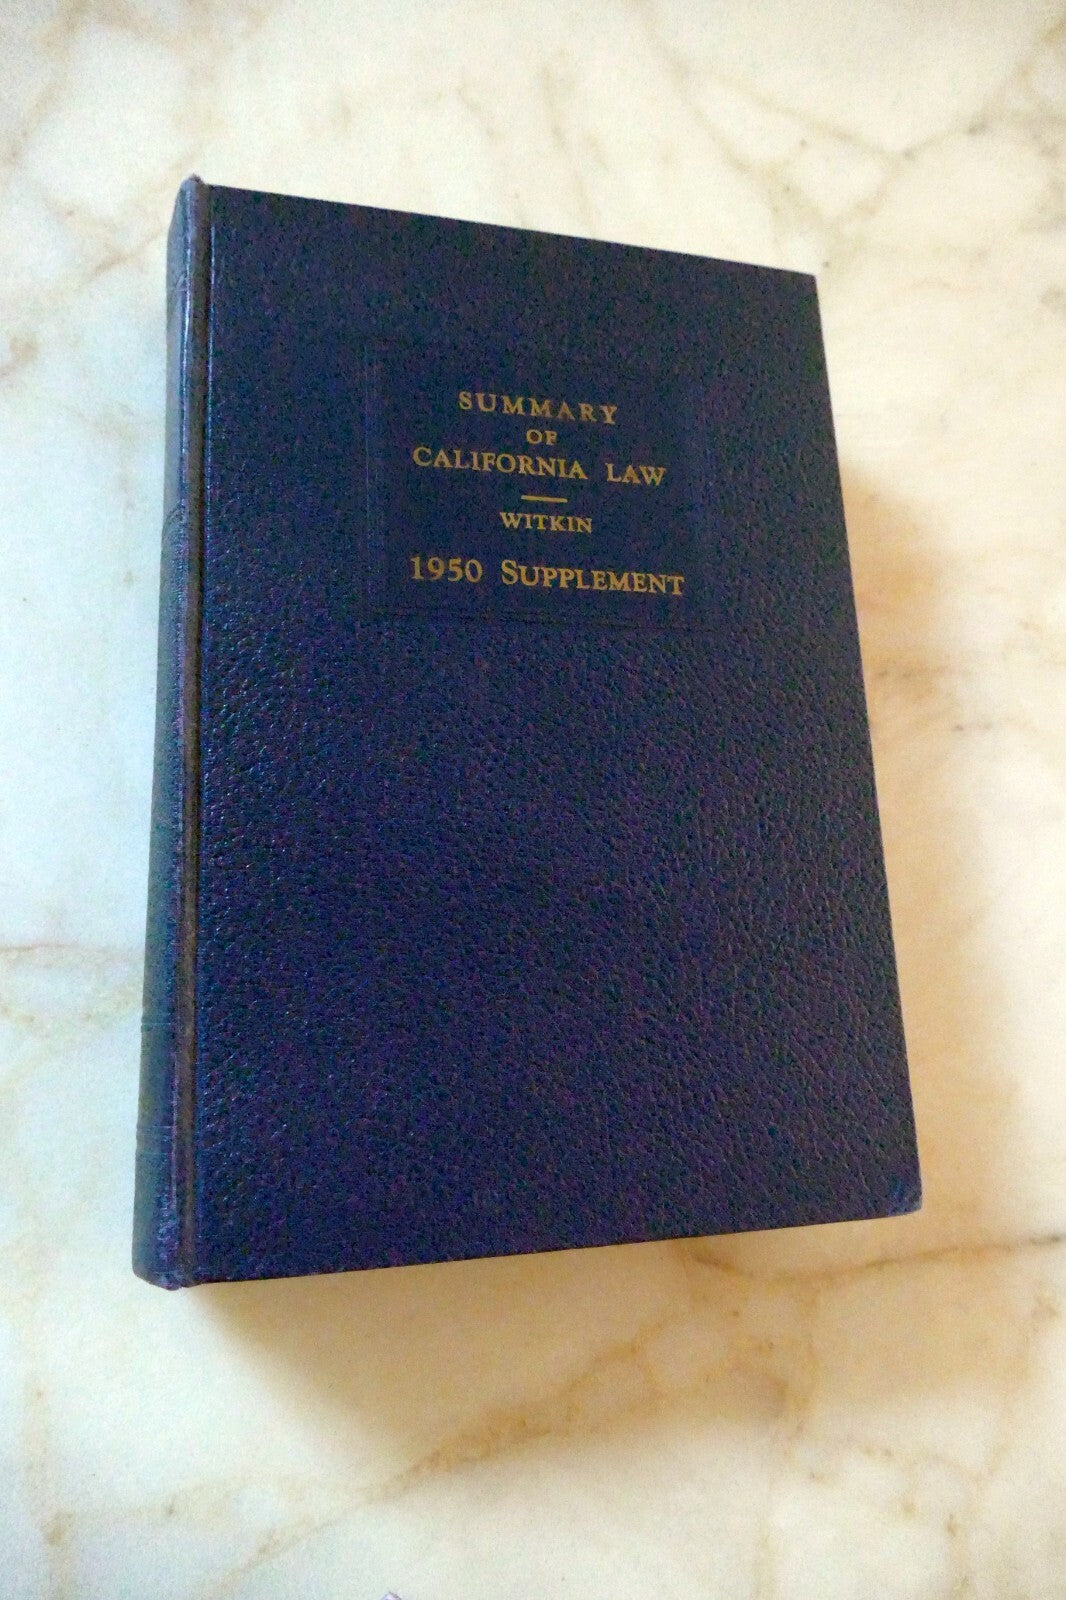 SUMMARY
OF
CALIFORNIA LAW
WITKIN
1950 SUPPLEMENT